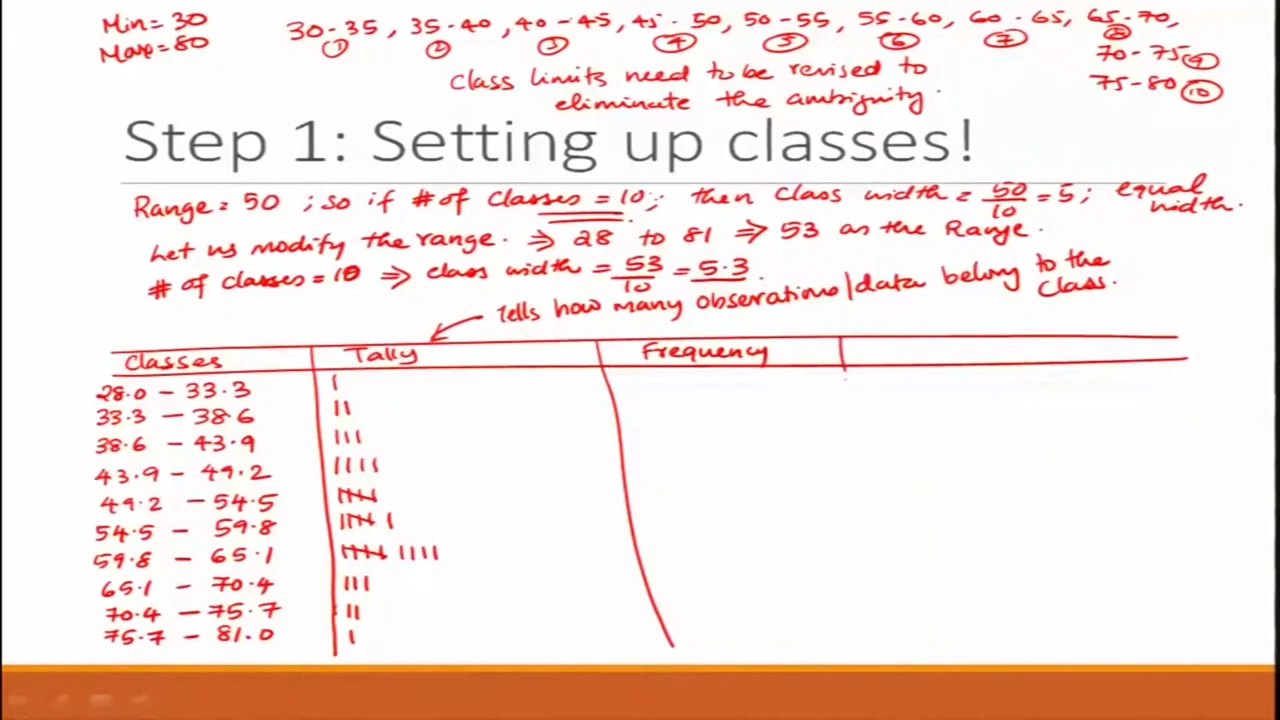 Min = 30
Max = 80
30-35, 35-40, 40-45, 45-50, 50-55, 55-60, 60-65, 65-70,
1 2 3 4 5 6 7 8
70-75 9
75-80 10
Class limits need to be revised to
eliminate the ambiguity.
Step 1: Setting up classes!
Range = 50 ; so if # of Classes = 10; then Class width = 50/10 = 5; equal width.
Let us modify the range. ⇒ 28 to 81 ⇒ 53 as the Range.
# of classes = 10 ⇒ class width = 53/10 = 5.3.
Tells how many observations/data belong to the class.
Classes Tally Frequency
28.0 - 33.3 |
33.3 - 38.6 ||
38.6 - 43.9 |||
43.9 - 49.2 ||||
49.2 - 54.5 ||||
54.5 - 59.8 |||| |
59.8 - 65.1 |||| ||||
65.1 - 70.4 |||
70.4 - 75.7 ||
75.7 - 81.0 |